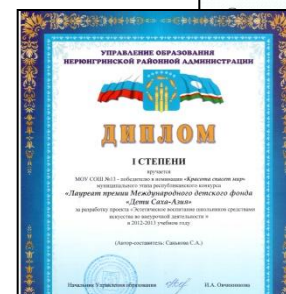 УПРАВЛЕНИЕ ОБРАЗОВАНИЯ
НЕРЮНГРИНСКОЙ РАЙОННОЙ АДМИНИСТРАЦИИ
ДИПЛОМ
I СТЕПЕНИ
вручается
МОУ СОШ №13 - победителю в номинации «Красота спасет мир»
муниципального этапа республиканского конкурса
«Лауреат премии Международного детского фонда
«Дети Саха-Азия»
за разработку проекта «Эстетическое воспитание школьников средствами
искусства во внеурочной деятельности »
в 2012-2013 учебном году
(Автор-составитель: С.А.)
Начальник Управления образования Н.А. Овчинникова